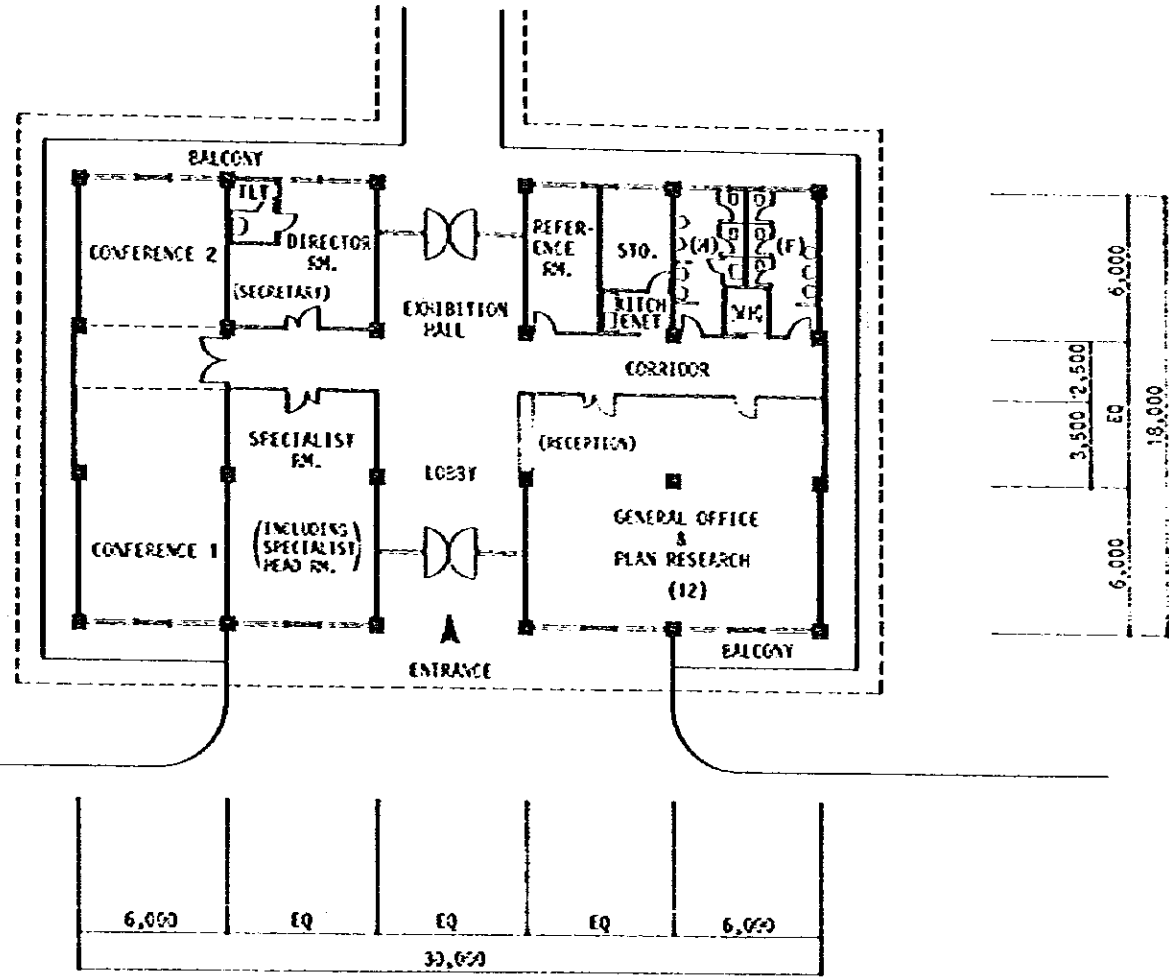 BALCONY
TLT
CONFERENCE 2
DIRECTOR
RM.
(SECRETARY)
EXHIBITION
HALL
REFER-
ENCE
RM.
STO.
KITCH
ENET
(M)
(F)
CORRIDOR
SPECIALIST
RM.
(INCLUDING
SPECIALIST
HEAD RM.)
LOBBY
(RECEPTION)
CONFERENCE 1
GENERAL OFFICE
&
PLAN RESEARCH
(12)
ENTRANCE
BALCONY
6,000
2,500
3,500
EQ
18,000
6,000
6,000
EQ
EQ
EQ
6,000
30,000